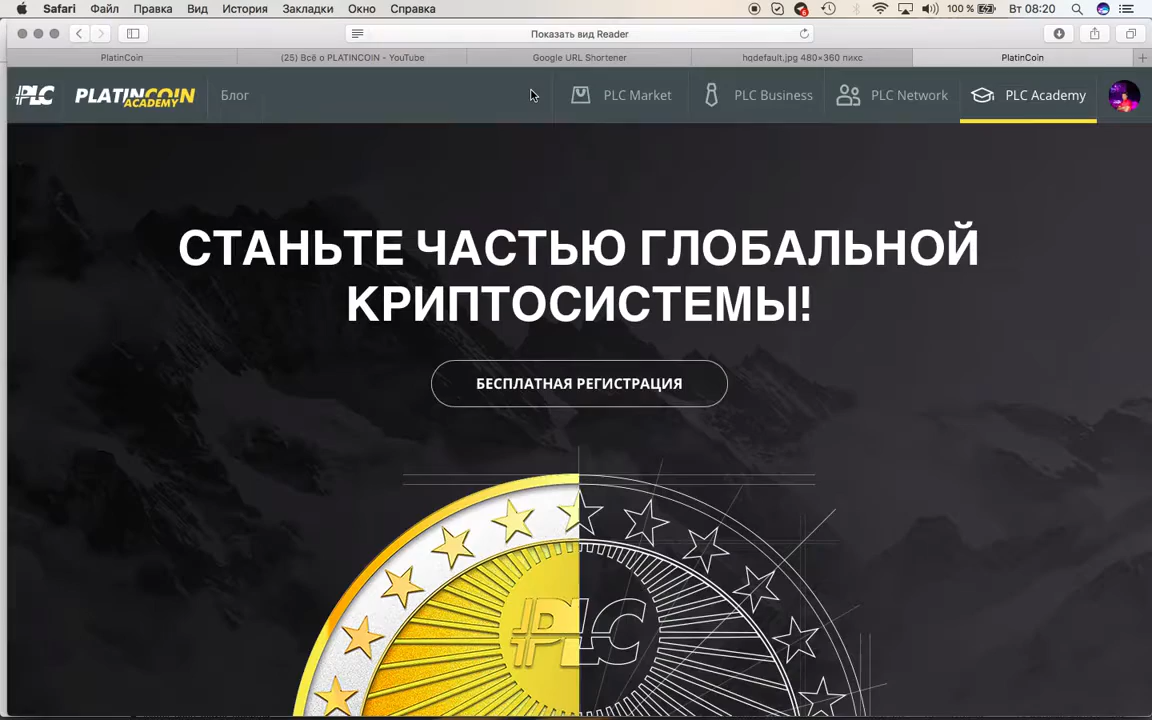 Safari Файл Правка Вид История Закладки Окно Справка 100 % Вт 08:20
Показать вид Reader
PlatinCoin (25) Всё о PLATINCOIN - YouTube Google URL Shortener hqdefault.jpg 480×360 пикс PlatinCoin
PLC PLATINCOIN ACADEMY Блог PLC Market PLC Business PLC Network PLC Academy
СТАНЬТЕ ЧАСТЬЮ ГЛОБАЛЬНОЙ
КРИПТОСИСТЕМЫ!
БЕСПЛАТНАЯ РЕГИСТРАЦИЯ
PLC